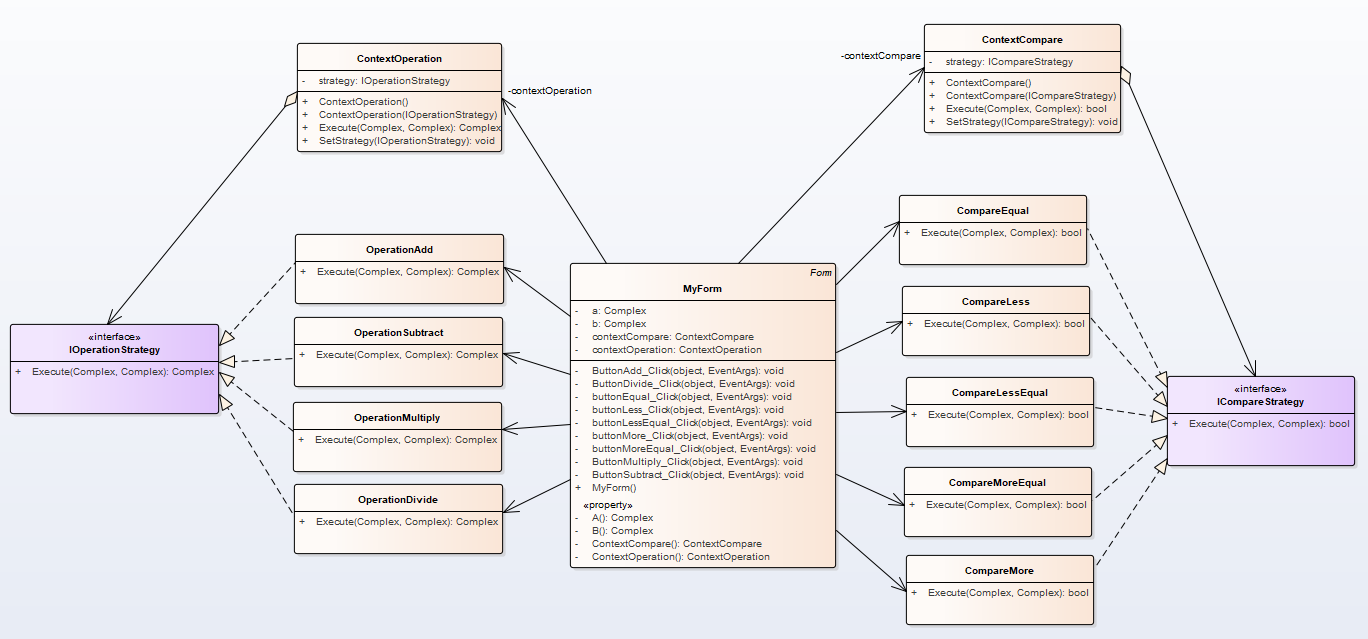 ContextOperation
- strategy: IOperationStrategy
+ ContextOperation()
+ ContextOperation(IOperationStrategy)
+ Execute(Complex, Complex): Complex
+ SetStrategy(IOperationStrategy): void
-contextOperation
-contextCompare
ContextCompare
- strategy: ICompareStrategy
+ ContextCompare()
+ ContextCompare(ICompareStrategy)
+ Execute(Complex, Complex): bool
+ SetStrategy(ICompareStrategy): void
«interface»
IOperationStrategy
+ Execute(Complex, Complex): Complex
OperationAdd
+ Execute(Complex, Complex): Complex
OperationSubtract
+ Execute(Complex, Complex): Complex
OperationMultiply
+ Execute(Complex, Complex): Complex
OperationDivide
+ Execute(Complex, Complex): Complex
Form
MyForm
- a: Complex
- b: Complex
- contextCompare: ContextCompare
- contextOperation: ContextOperation
- ButtonAdd_Click(object, EventArgs): void
- ButtonDivide_Click(object, EventArgs): void
- buttonEqual_Click(object, EventArgs): void
- buttonLess_Click(object, EventArgs): void
- buttonLessEqual_Click(object, EventArgs): void
- buttonMore_Click(object, EventArgs): void
- buttonMoreEqual_Click(object, EventArgs): void
- ButtonMultiply_Click(object, EventArgs): void
- ButtonSubtract_Click(object, EventArgs): void
+ MyForm()
«property»
- A(): Complex
- B(): Complex
- ContextCompare(): ContextCompare
- ContextOperation(): ContextOperation
CompareEqual
+ Execute(Complex, Complex): bool
CompareLess
+ Execute(Complex, Complex): bool
CompareLessEqual
+ Execute(Complex, Complex): bool
CompareMoreEqual
+ Execute(Complex, Complex): bool
CompareMore
+ Execute(Complex, Complex): bool
«interface»
ICompareStrategy
+ Execute(Complex, Complex): bool